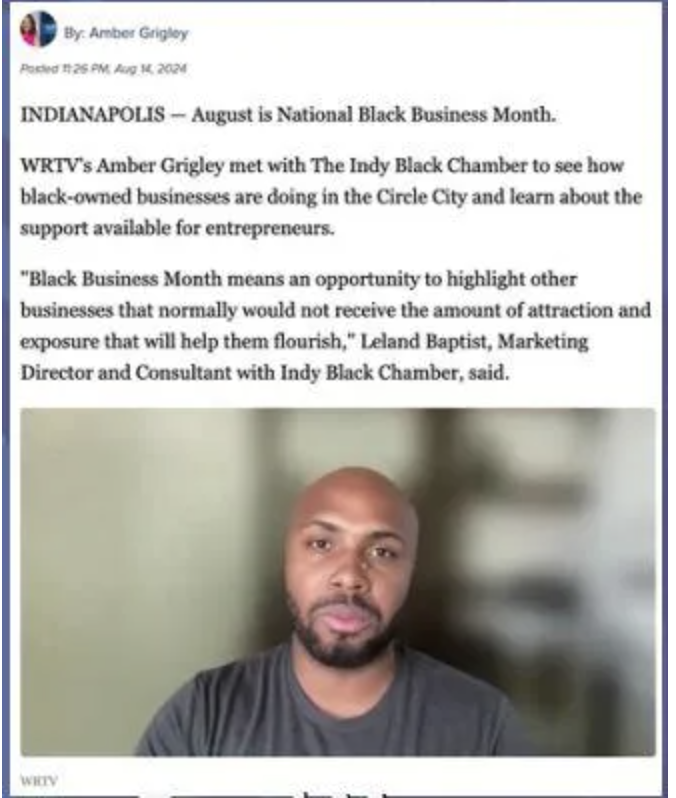 By: Amber Grigley
Posted 11:26 PM, Aug 14, 2024
INDIANAPOLIS — August is National Black Business Month.
WRTV's Amber Grigley met with The Indy Black Chamber to see how
black-owned businesses are doing in the Circle City and learn about the
support available for entrepreneurs.
"Black Business Month means an opportunity to highlight other
businesses that normally would not receive the amount of attraction and
exposure that will help them flourish," Leland Baptist, Marketing
Director and Consultant with Indy Black Chamber, said.
WRTV